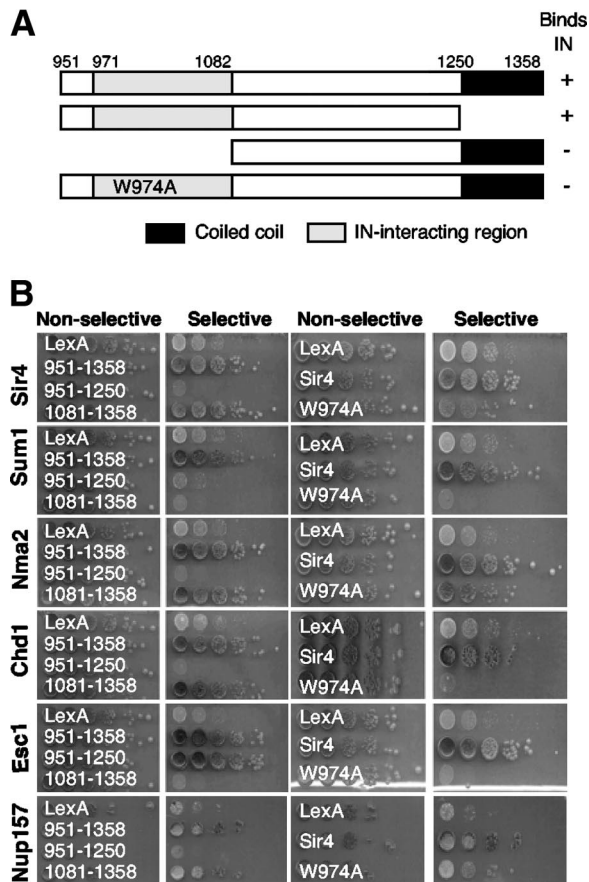 A
Binds
IN
951 971 1082 1250 1358
+
+
-
W974A -
Coiled coil IN-interacting region
B
Non-selective Selective Non-selective Selective
Sir4
LexA LexA
951-1358 Sir4
951-1250
1081-1358 W974A
Sum1
LexA LexA
951-1358 Sir4
951-1250
1081-1358 W974A
Nma2
LexA LexA
951-1358 Sir4
951-1250
1081-1358 W974A
Chd1
LexA LexA
951-1358 Sir4
951-1250
1081-1358 W974A
Esc1
LexA LexA
951-1358 Sir4
951-1250
1081-1358 W974A
Nup157
LexA LexA
951-1358 Sir4
951-1250
1081-1358 W974A